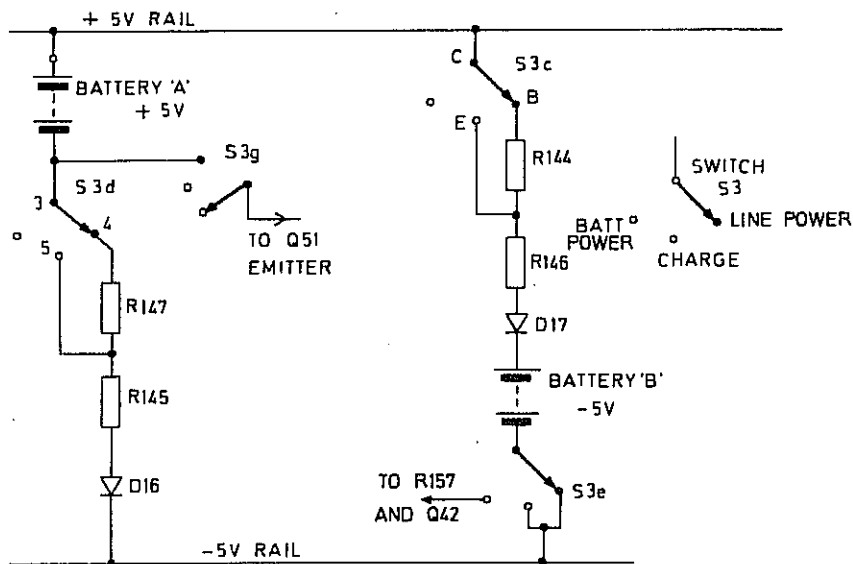 + 5V RAIL
BATTERY 'A'
+ 5V
S3g
S3d
3
4
5
TO Q51
EMITTER
R147
R145
D16
-5V RAIL
C
S3c
B
E
R144
R146
D17
BATTERY 'B'
-5V
TO R157
AND Q42
S3e
SWITCH
S3
LINE POWER
BATT
POWER
CHARGE